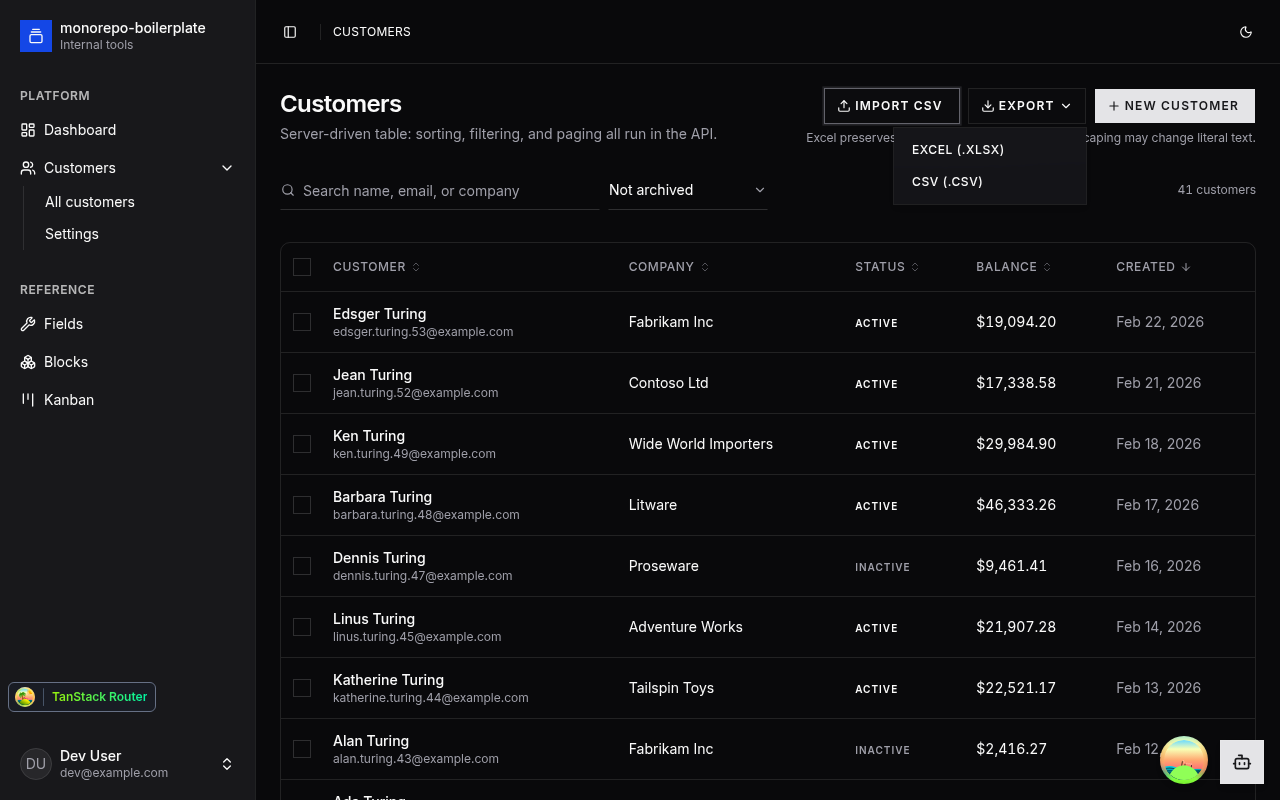 monorepo-boilerplate
Internal tools
PLATFORM
Dashboard
Customers
All customers
Settings
REFERENCE
Fields
Blocks
Kanban
TanStack Router
DU
Dev User
dev@example.com
CUSTOMERS
Customers
Server-driven table: sorting, filtering, and paging all run in the API.
IMPORT CSV
EXPORT
NEW CUSTOMER
Excel preserves
caping may change literal text.
EXCEL (.XLSX)
CSV (.CSV)
Search name, email, or company
Not archived
41 customers
CUSTOMER COMPANY STATUS BALANCE CREATED
Edsger Turing
edsger.turing.53@example.com
Fabrikam Inc ACTIVE $19,094.20 Feb 22, 2026
Jean Turing
jean.turing.52@example.com
Contoso Ltd ACTIVE $17,338.58 Feb 21, 2026
Ken Turing
ken.turing.49@example.com
Wide World Importers ACTIVE $29,984.90 Feb 18, 2026
Barbara Turing
barbara.turing.48@example.com
Litware ACTIVE $46,333.26 Feb 17, 2026
Dennis Turing
dennis.turing.47@example.com
Proseware INACTIVE $9,461.41 Feb 16, 2026
Linus Turing
linus.turing.45@example.com
Adventure Works ACTIVE $21,907.28 Feb 14, 2026
Katherine Turing
katherine.turing.44@example.com
Tailspin Toys ACTIVE $22,521.17 Feb 13, 2026
Alan Turing
alan.turing.43@example.com
Fabrikam Inc INACTIVE $2,416.27 Feb 12